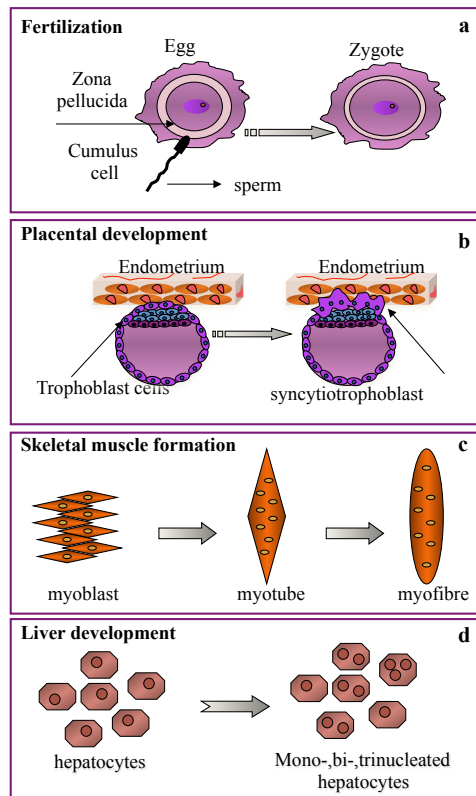 Fertilization
a
Egg
Zygote
Zona
pellucida
Cumulus
cell
sperm
Placental development
b
Endometrium
Endometrium
Trophoblast cells
syncytiotrophoblast
Skeletal muscle formation
c
myoblast
myotube
myofibre
Liver development
d
hepatocytes
Mono-,bi-,trinucleated
hepatocytes